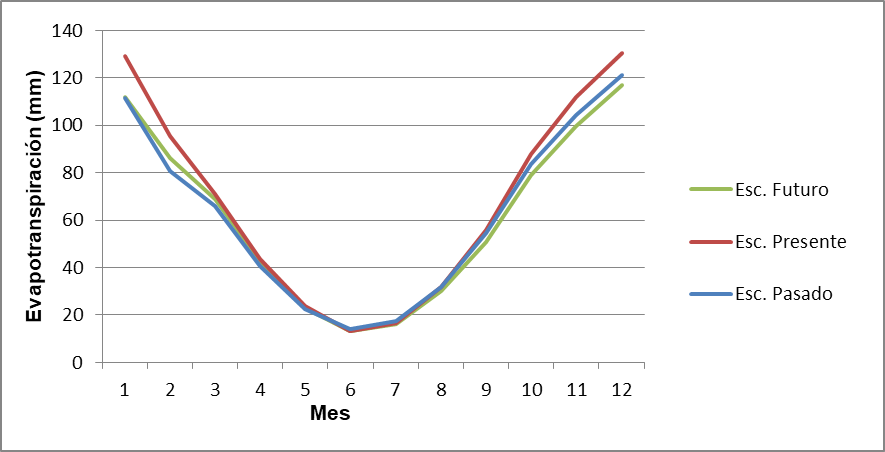 140
120
100
80
60
40
20
0
Evapotranspiración (mm)
1 2 3 4 5 6 7 8 9 10 11 12
Mes
Esc. Futuro
Esc. Presente
Esc. Pasado